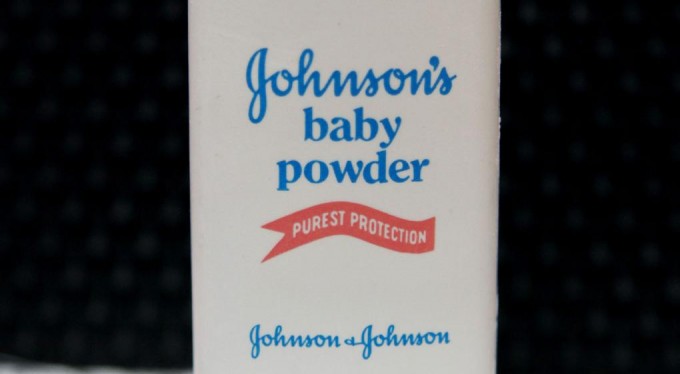 Johnson's
baby
powder
PUREST PROTECTION
Johnson & Johnson